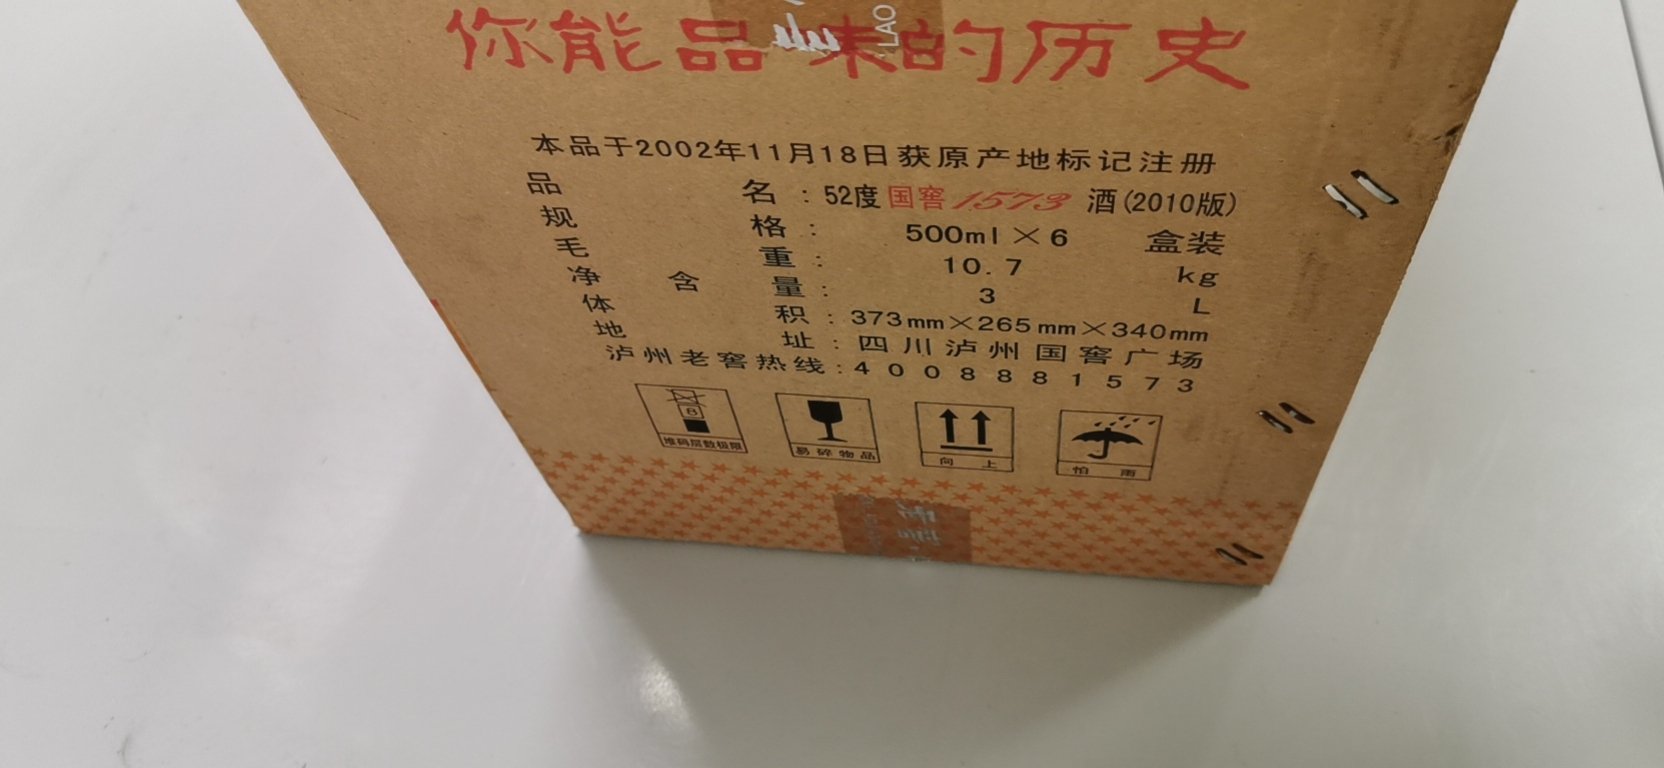 你能品味的历史
LAO
本品于2002年11月18日获原产地标记注册
品名：52度国窖1573酒(2010版)
规格：500ml×6盒装
毛重：10.7kg
净含量：3L
体积：373mm×265mm×340mm
地址：四川泸州国窖广场
泸州老窖热线：4008881573
8
堆码层数极限
易碎物品
向上
怕雨